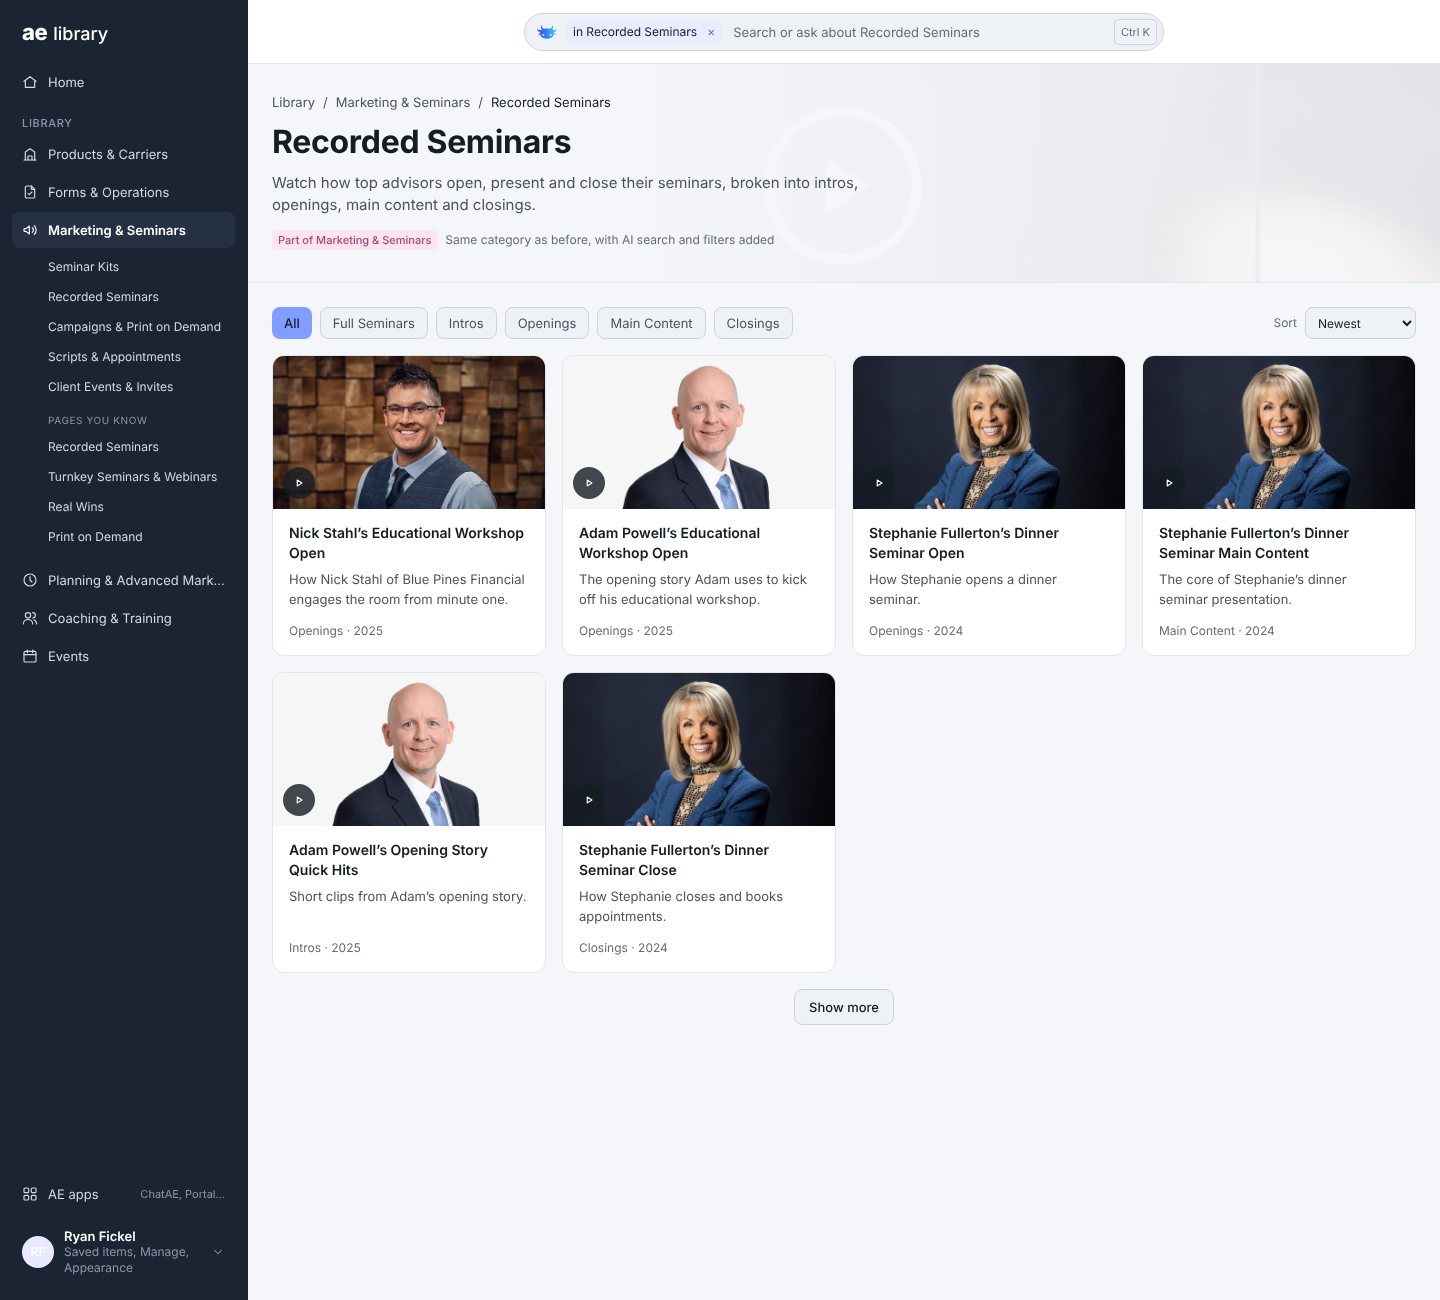 ae library
Home
LIBRARY
Products & Carriers
Forms & Operations
Marketing & Seminars
Seminar Kits
Recorded Seminars
Campaigns & Print on Demand
Scripts & Appointments
Client Events & Invites
PAGES YOU KNOW
Recorded Seminars
Turnkey Seminars & Webinars
Real Wins
Print on Demand
Planning & Advanced Mark...
Coaching & Training
Events
AE apps ChatAE, Portal...
RF
Ryan Fickel
Saved items, Manage,
Appearance
in Recorded Seminars × Search or ask about Recorded Seminars Ctrl K
Library / Marketing & Seminars / Recorded Seminars
Recorded Seminars
Watch how top advisors open, present and close their seminars, broken into intros,
openings, main content and closings.
Part of Marketing & Seminars Same category as before, with AI search and filters added
All Full Seminars Intros Openings Main Content Closings Sort Newest
Nick Stahl’s Educational Workshop
Open
How Nick Stahl of Blue Pines Financial
engages the room from minute one.
Openings · 2025
Adam Powell’s Educational
Workshop Open
The opening story Adam uses to kick
off his educational workshop.
Openings · 2025
Stephanie Fullerton’s Dinner
Seminar Open
How Stephanie opens a dinner
seminar.
Openings · 2024
Stephanie Fullerton’s Dinner
Seminar Main Content
The core of Stephanie’s dinner
seminar presentation.
Main Content · 2024
Adam Powell’s Opening Story
Quick Hits
Short clips from Adam’s opening story.
Intros · 2025
Stephanie Fullerton’s Dinner
Seminar Close
How Stephanie closes and books
appointments.
Closings · 2024
Show more